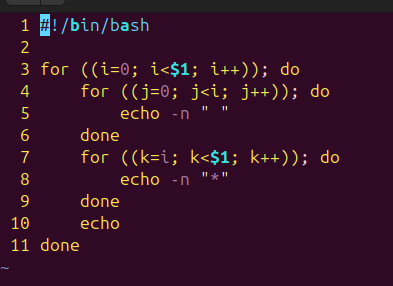 1 #!/bin/bash
2
3 for ((i=0; i<$1; i++)); do
4     for ((j=0; j<i; j++)); do
5         echo -n " "
6     done
7     for ((k=i; k<$1; k++)); do
8         echo -n "*"
9     done
10     echo
11 done
~